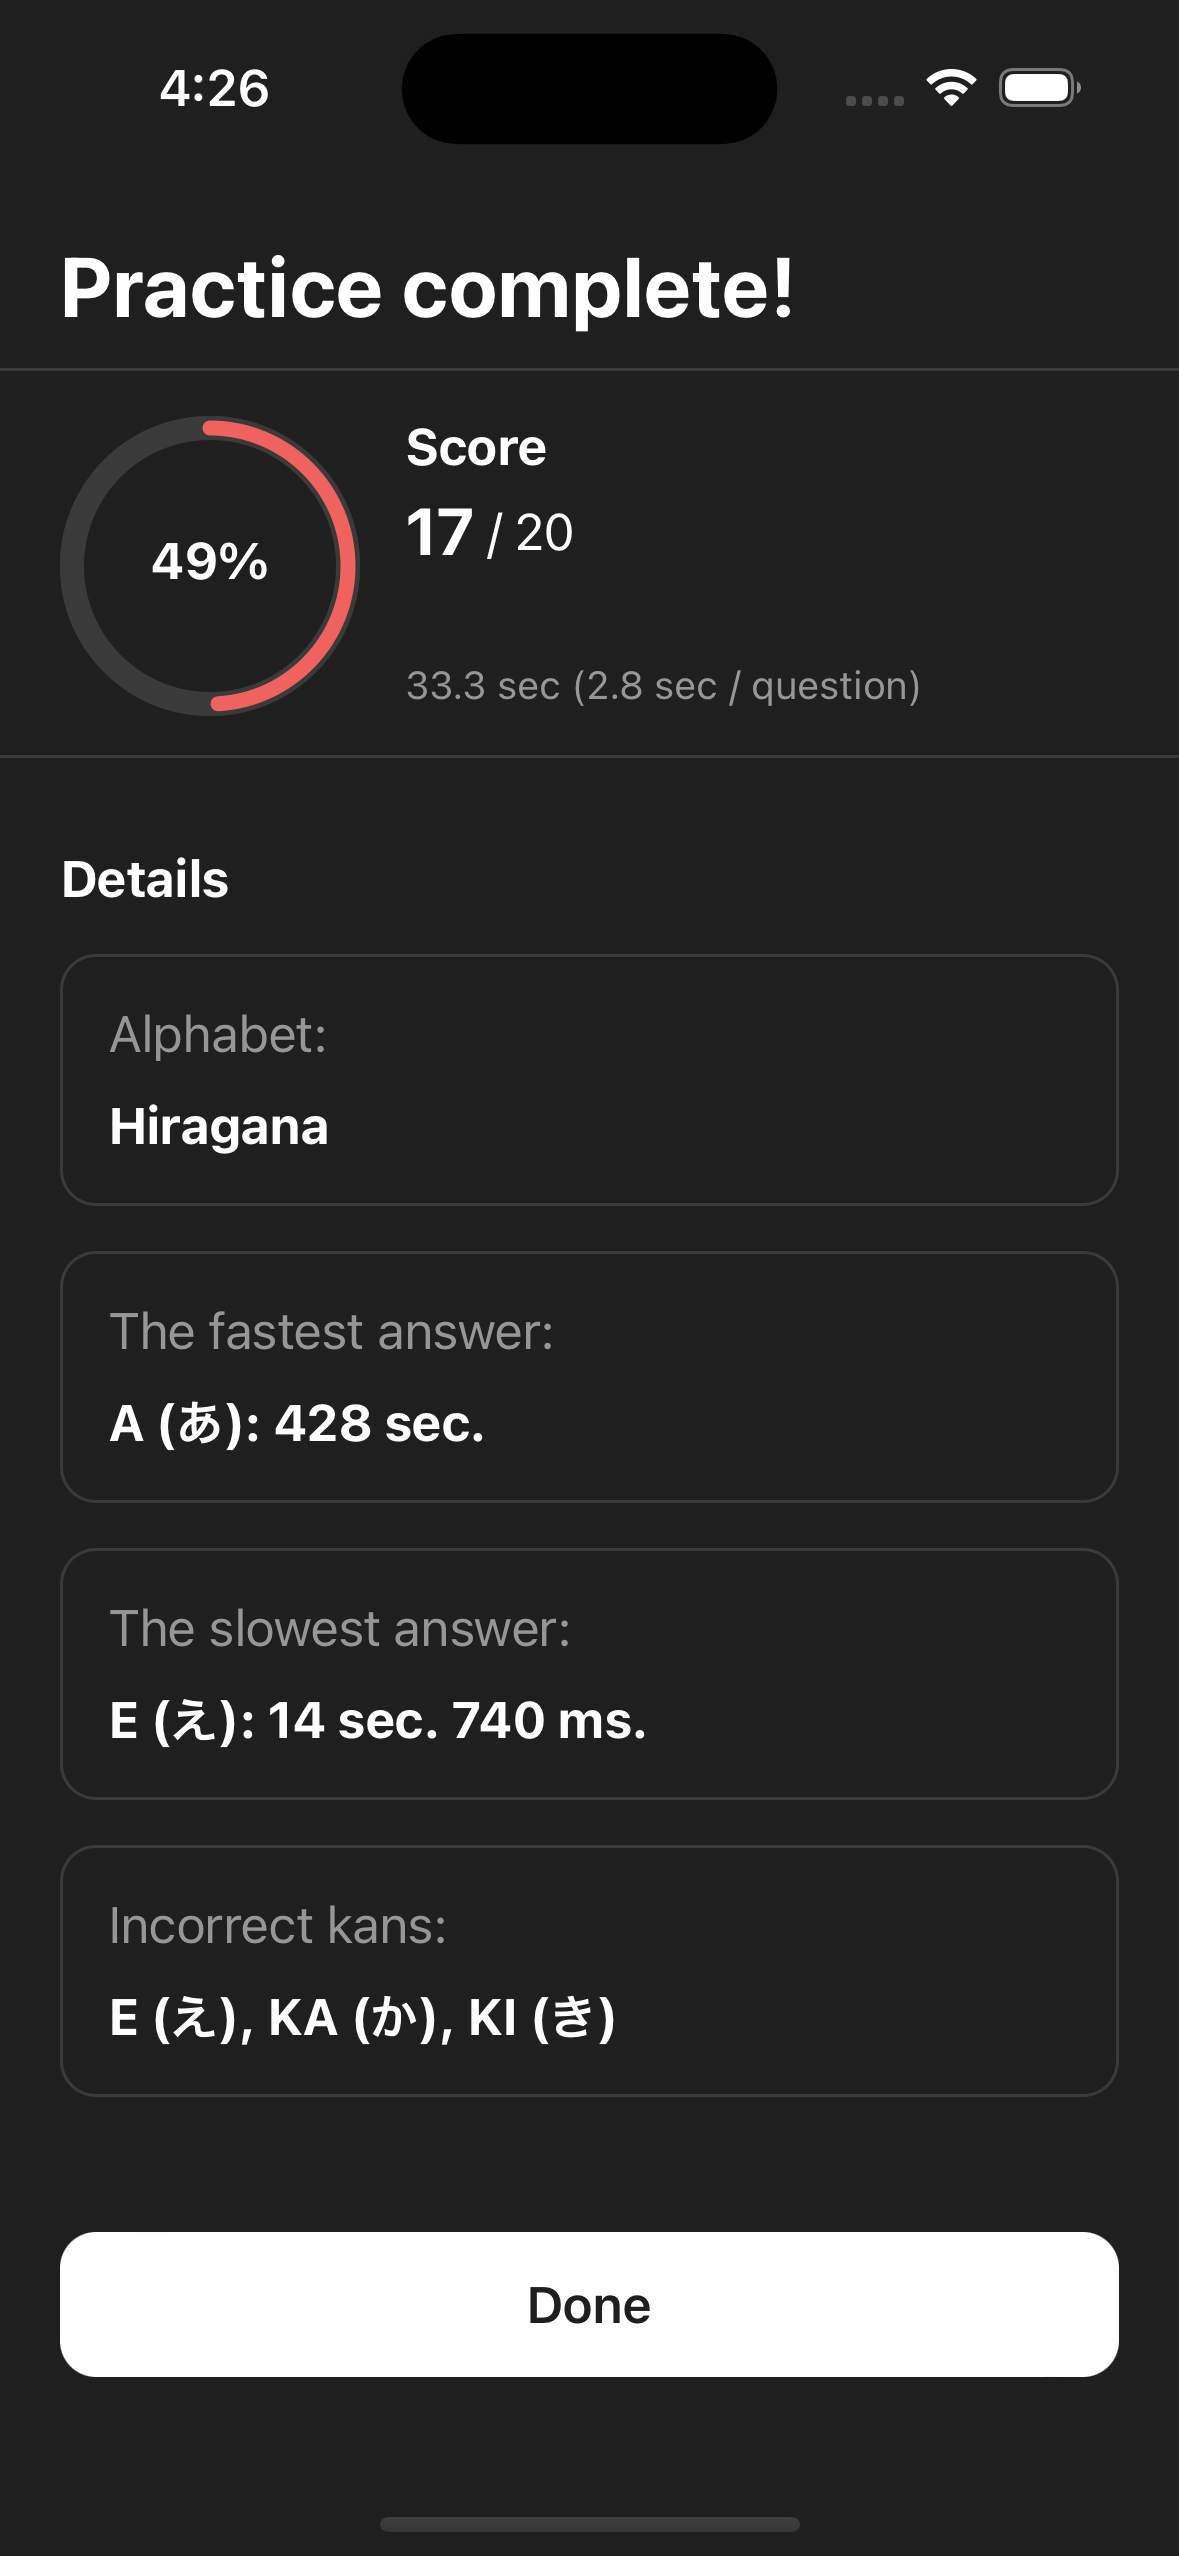 4:26
Practice complete!
49%
Score
17 / 20
33.3 sec (2.8 sec / question)
Details
Alphabet:
Hiragana
The fastest answer:
A (あ): 428 sec.
The slowest answer:
E (え): 14 sec. 740 ms.
Incorrect kans:
E (え), KA (か), KI (き)
Done